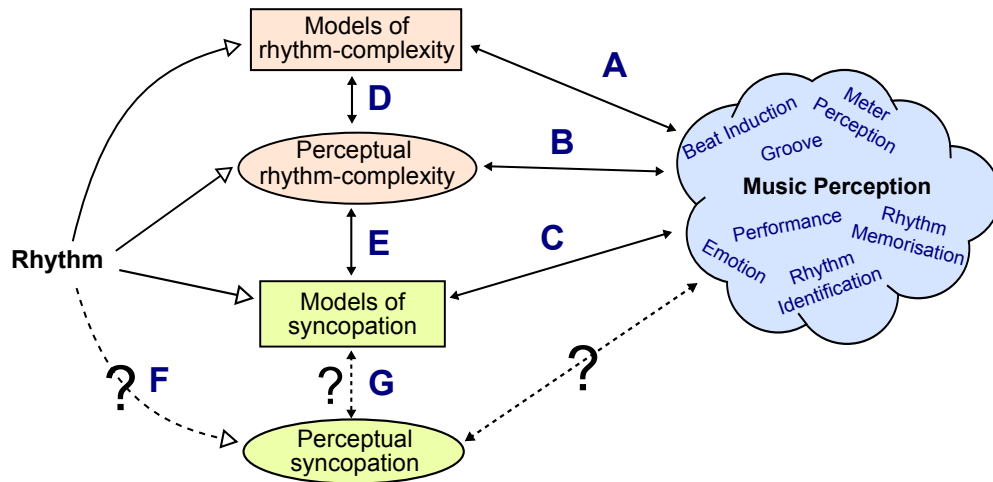 Models of
rhythm-complexity
A
D
Beat Induction
Meter
Perception
Groove
Perceptual
rhythm-complexity
B
Music Perception
E
C
Performance
Rhythm
Memorisation
Rhythm
Emotion
Rhythm
Identification
Models of
syncopation
? F
?
G
?
Perceptual
syncopation